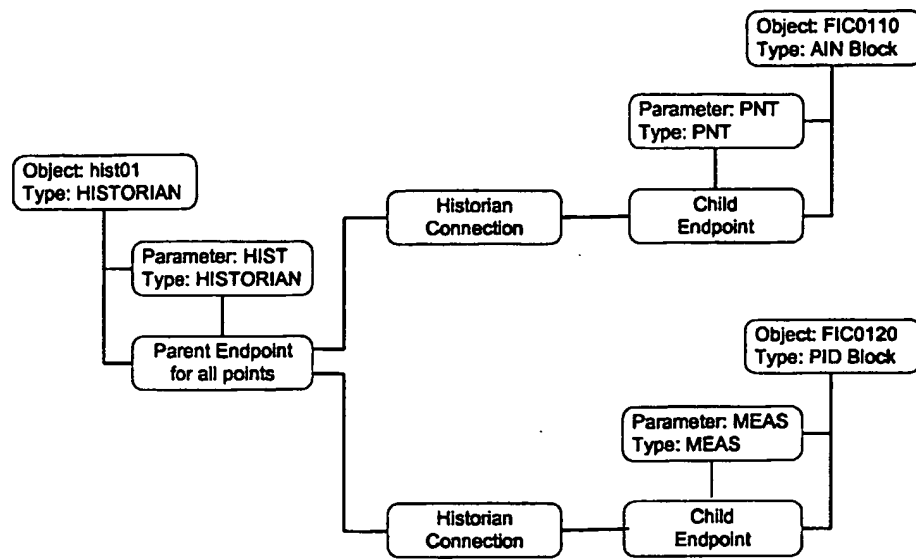 Object: FIC0110
Type: AIN Block
Parameter: PNT
Type: PNT
Object: hist01
Type: HISTORIAN
Historian
Connection
Child
Endpoint
Parameter: HIST
Type: HISTORIAN
Parent Endpoint
for all points
Object: FIC0120
Type: PID Block
Parameter: MEAS
Type: MEAS
Historian
Connection
Child
Endpoint